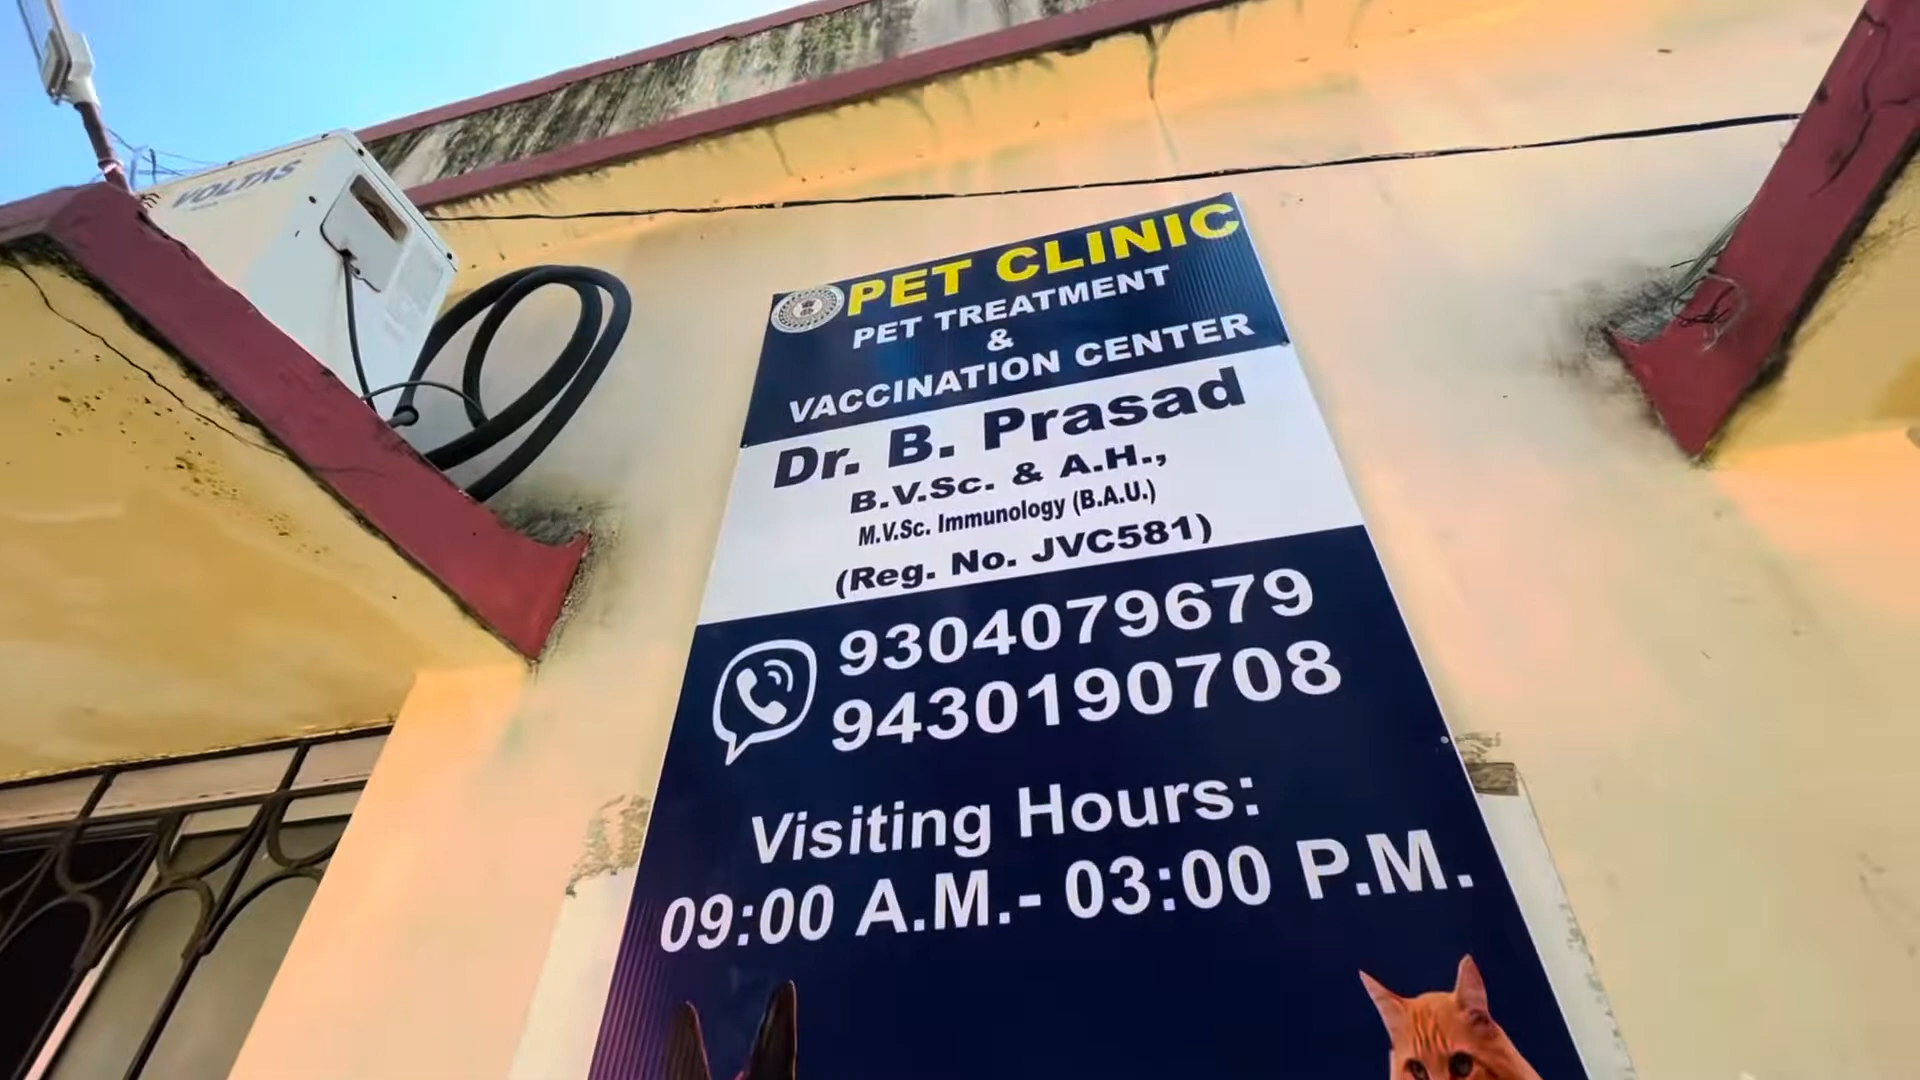 VOLTAS
PET CLINIC
PET TREATMENT
&
VACCINATION CENTER
Dr. B. Prasad
B.V.Sc. & A.H.,
M.V.Sc. Immunology (B.A.U.)
(Reg. No. JVC581)
9304079679
9430190708
Visiting Hours:
09:00 A.M.- 03:00 P.M.